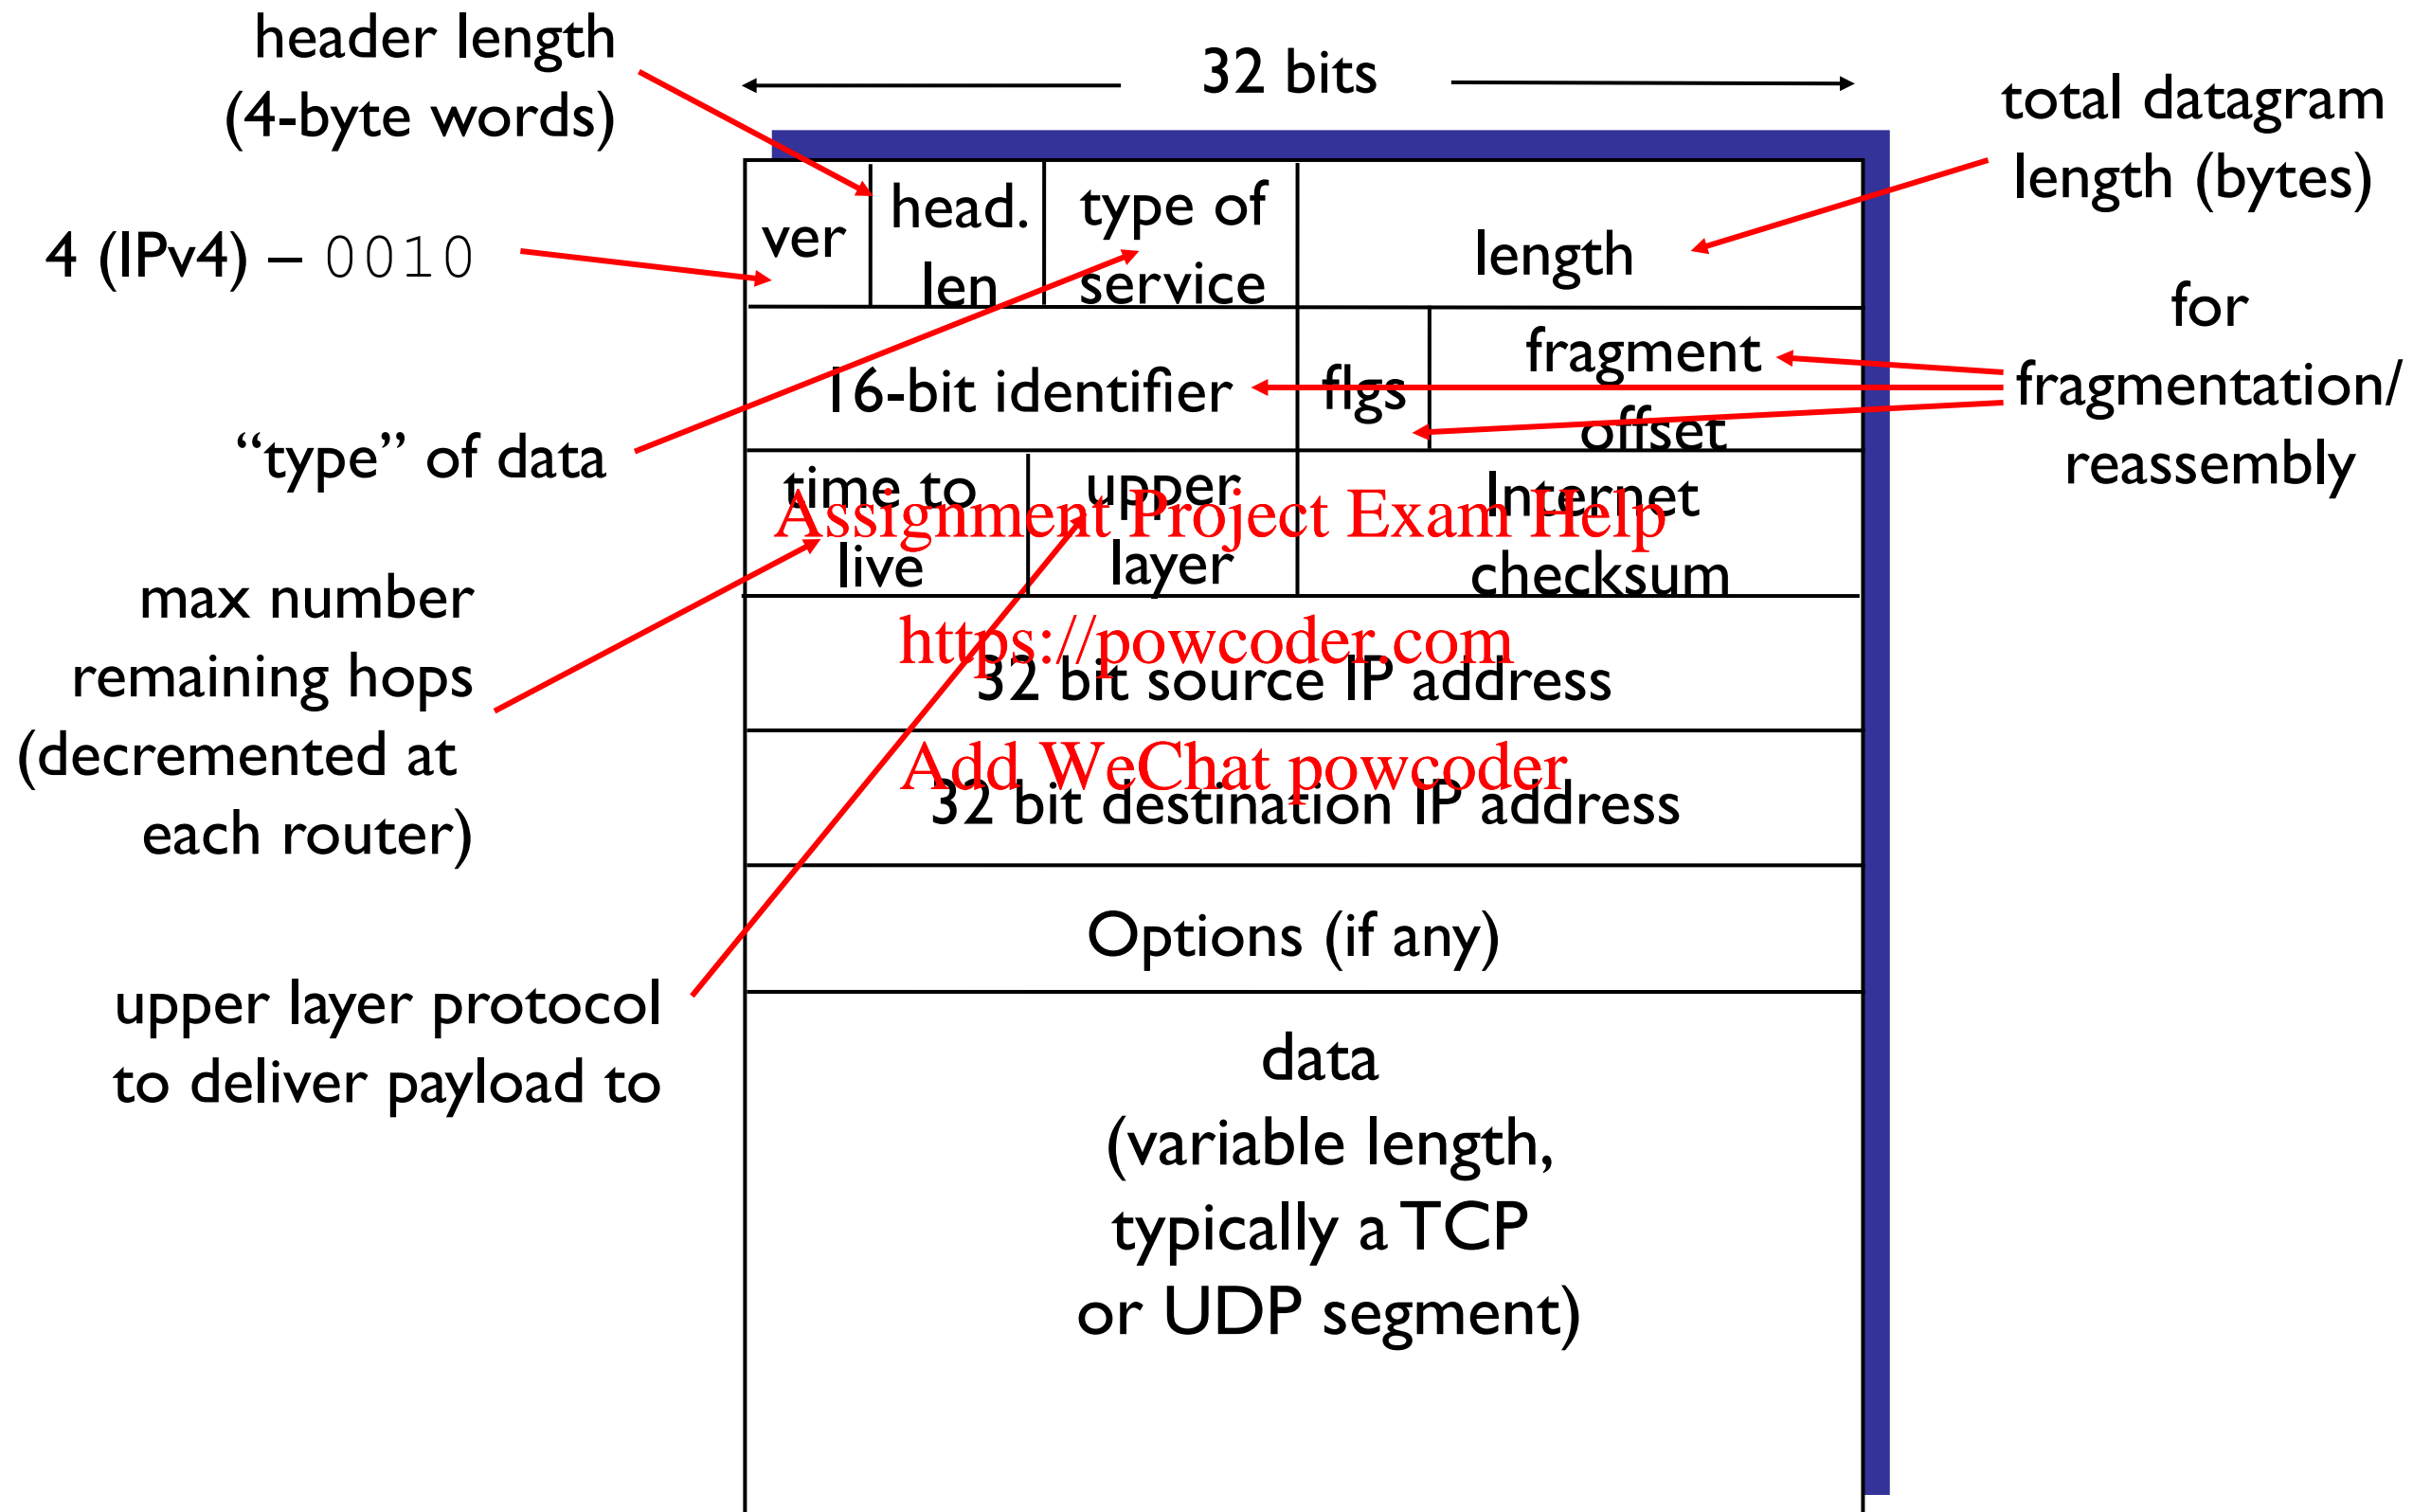 header length
(4-byte words)
32 bits
total datagram
length (bytes)
4 (IPv4) – 0010
ver
head.
len
type of
service
length
for
fragmentation/
reassembly
16-bit identifier
flgs
fragment
offset
“type” of data
time to
live
upper
layer
Internet
checksum
Assignment Project Exam Help
max number
remaining hops
(decremented at
each router)
https://powcoder.com
32 bit source IP address
Add WeChat powcoder
32 bit destination IP address
Options (if any)
upper layer protocol
to deliver payload to
data
(variable length,
typically a TCP
or UDP segment)